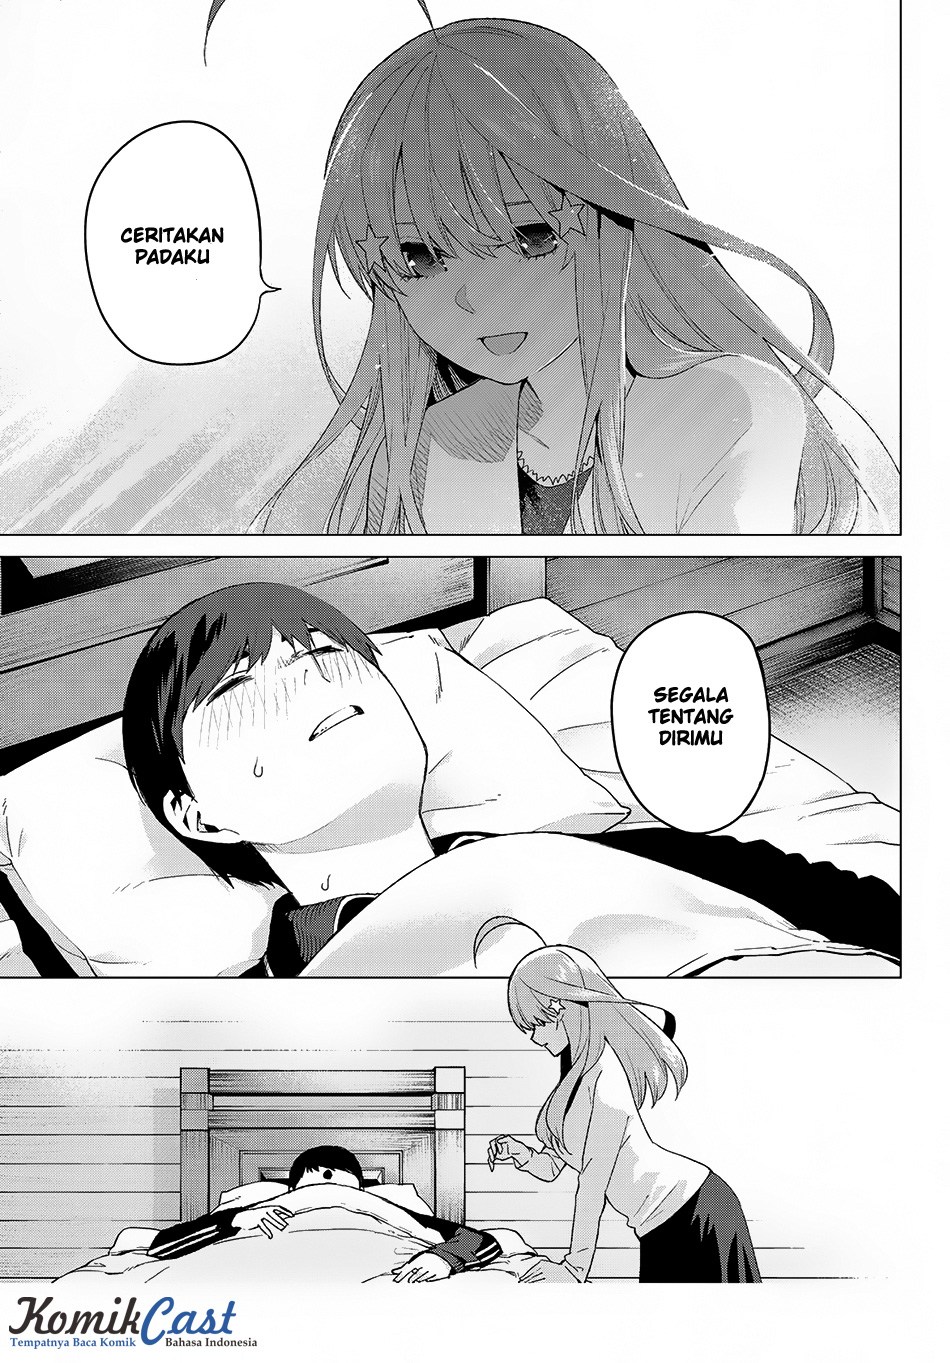 CERITAKAN
PADAKU
SEGALA
TENTANG
DIRIMU
KomikCast
Tempatnya Baca Komik Bahasa Indonesia